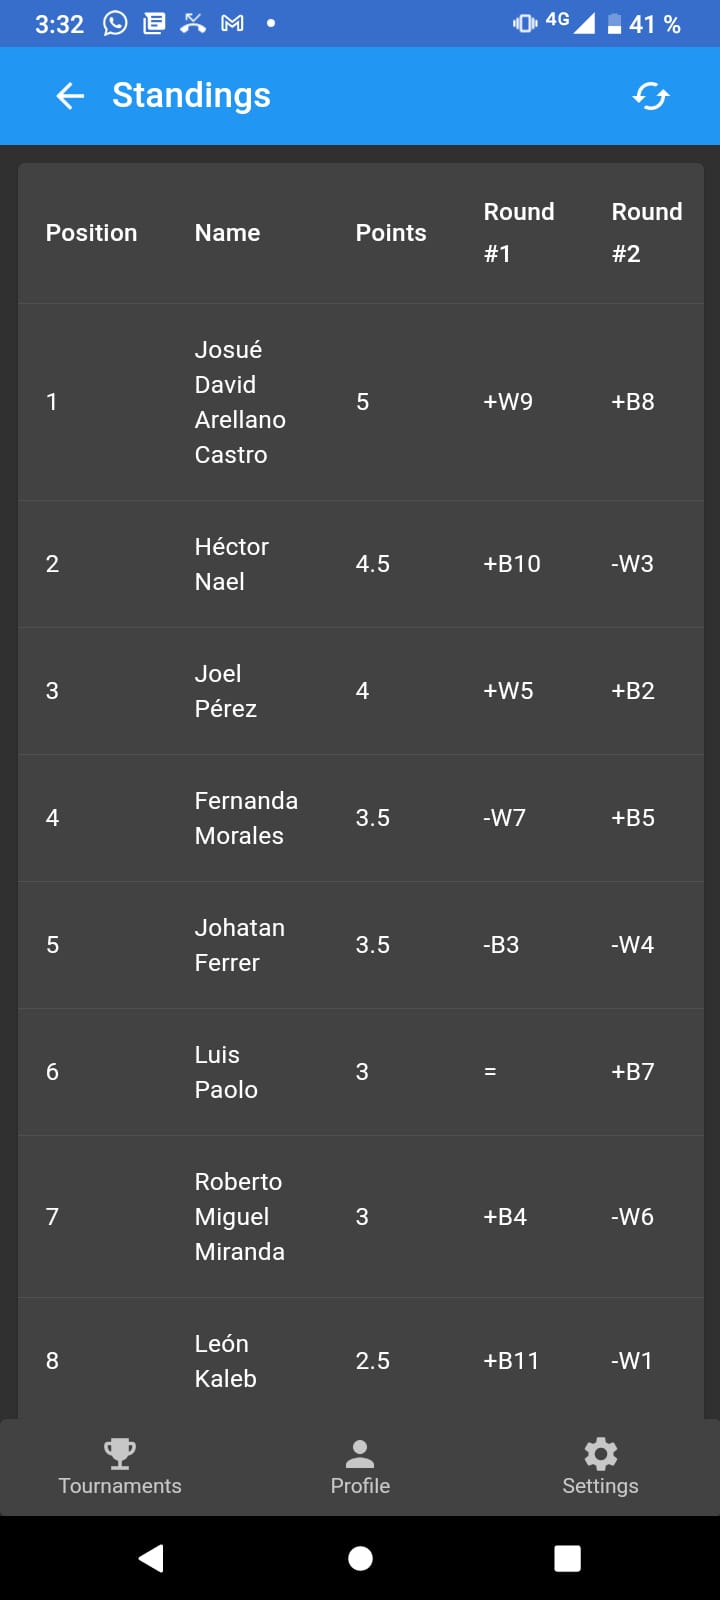 3:32 4G 41 %
Standings
Position Name Points Round #1 Round #2
1 Josué David Arellano Castro 5 +W9 +B8
2 Héctor Nael 4.5 +B10 -W3
3 Joel Pérez 4 +W5 +B2
4 Fernanda Morales 3.5 -W7 +B5
5 Johatan Ferrer 3.5 -B3 -W4
6 Luis Paolo 3 = +B7
7 Roberto Miguel Miranda 3 +B4 -W6
8 León Kaleb 2.5 +B11 -W1
Tournaments Profile Settings